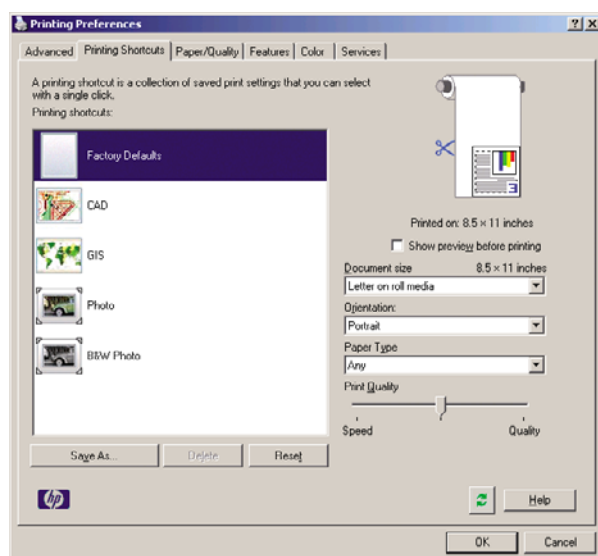 Printing Preferences
Advanced Printing Shortcuts Paper/Quality Features Color Services
A printing shortcut is a collection of saved print settings that you can select
with a single click.
Printing shortcuts:
Factory Defaults
CAD
GIS
Photo
B&W Photo
Save As...
Delete
Reset
3
Printed on: 8.5 × 11 inches
Show preview before printing
Document size 8.5 × 11 inches
Letter on roll media
Orientation:
Portrait
Paper Type
Any
Print Quality
Speed Quality
hp
Help
OK Cancel